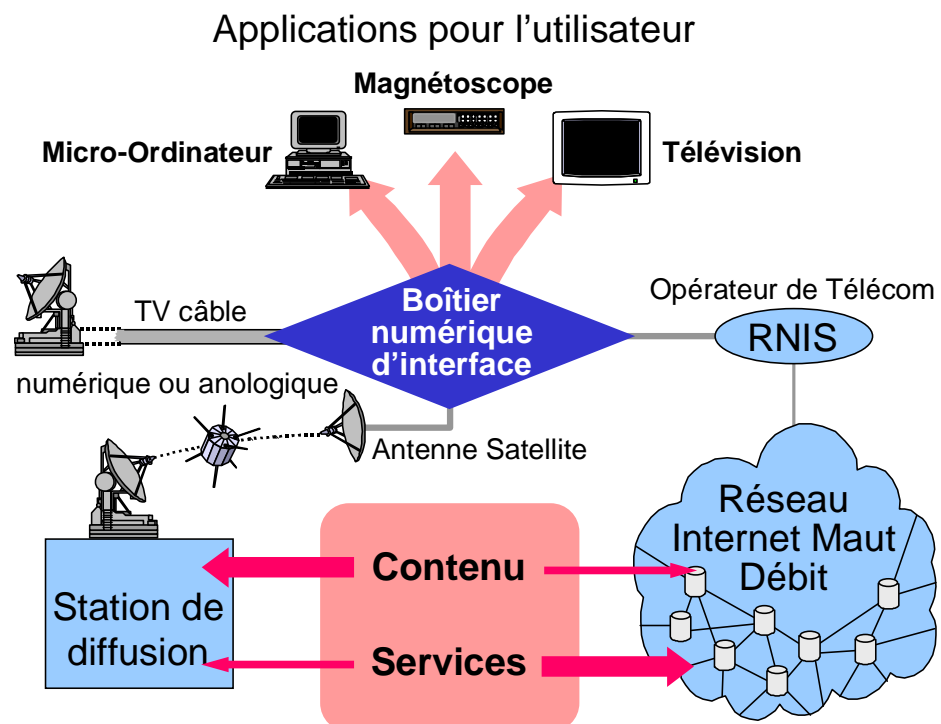 Applications pour l'utilisateur
Magnétoscope
Micro-Ordinateur
Télévision
TV câble
Boîtier
numérique
d'interface
Opérateur de Télécom
RNIS
numérique ou anologique
Antenne Satellite
Réseau
Internet Maut
Débit
Contenu
Station de
diffusion
Services